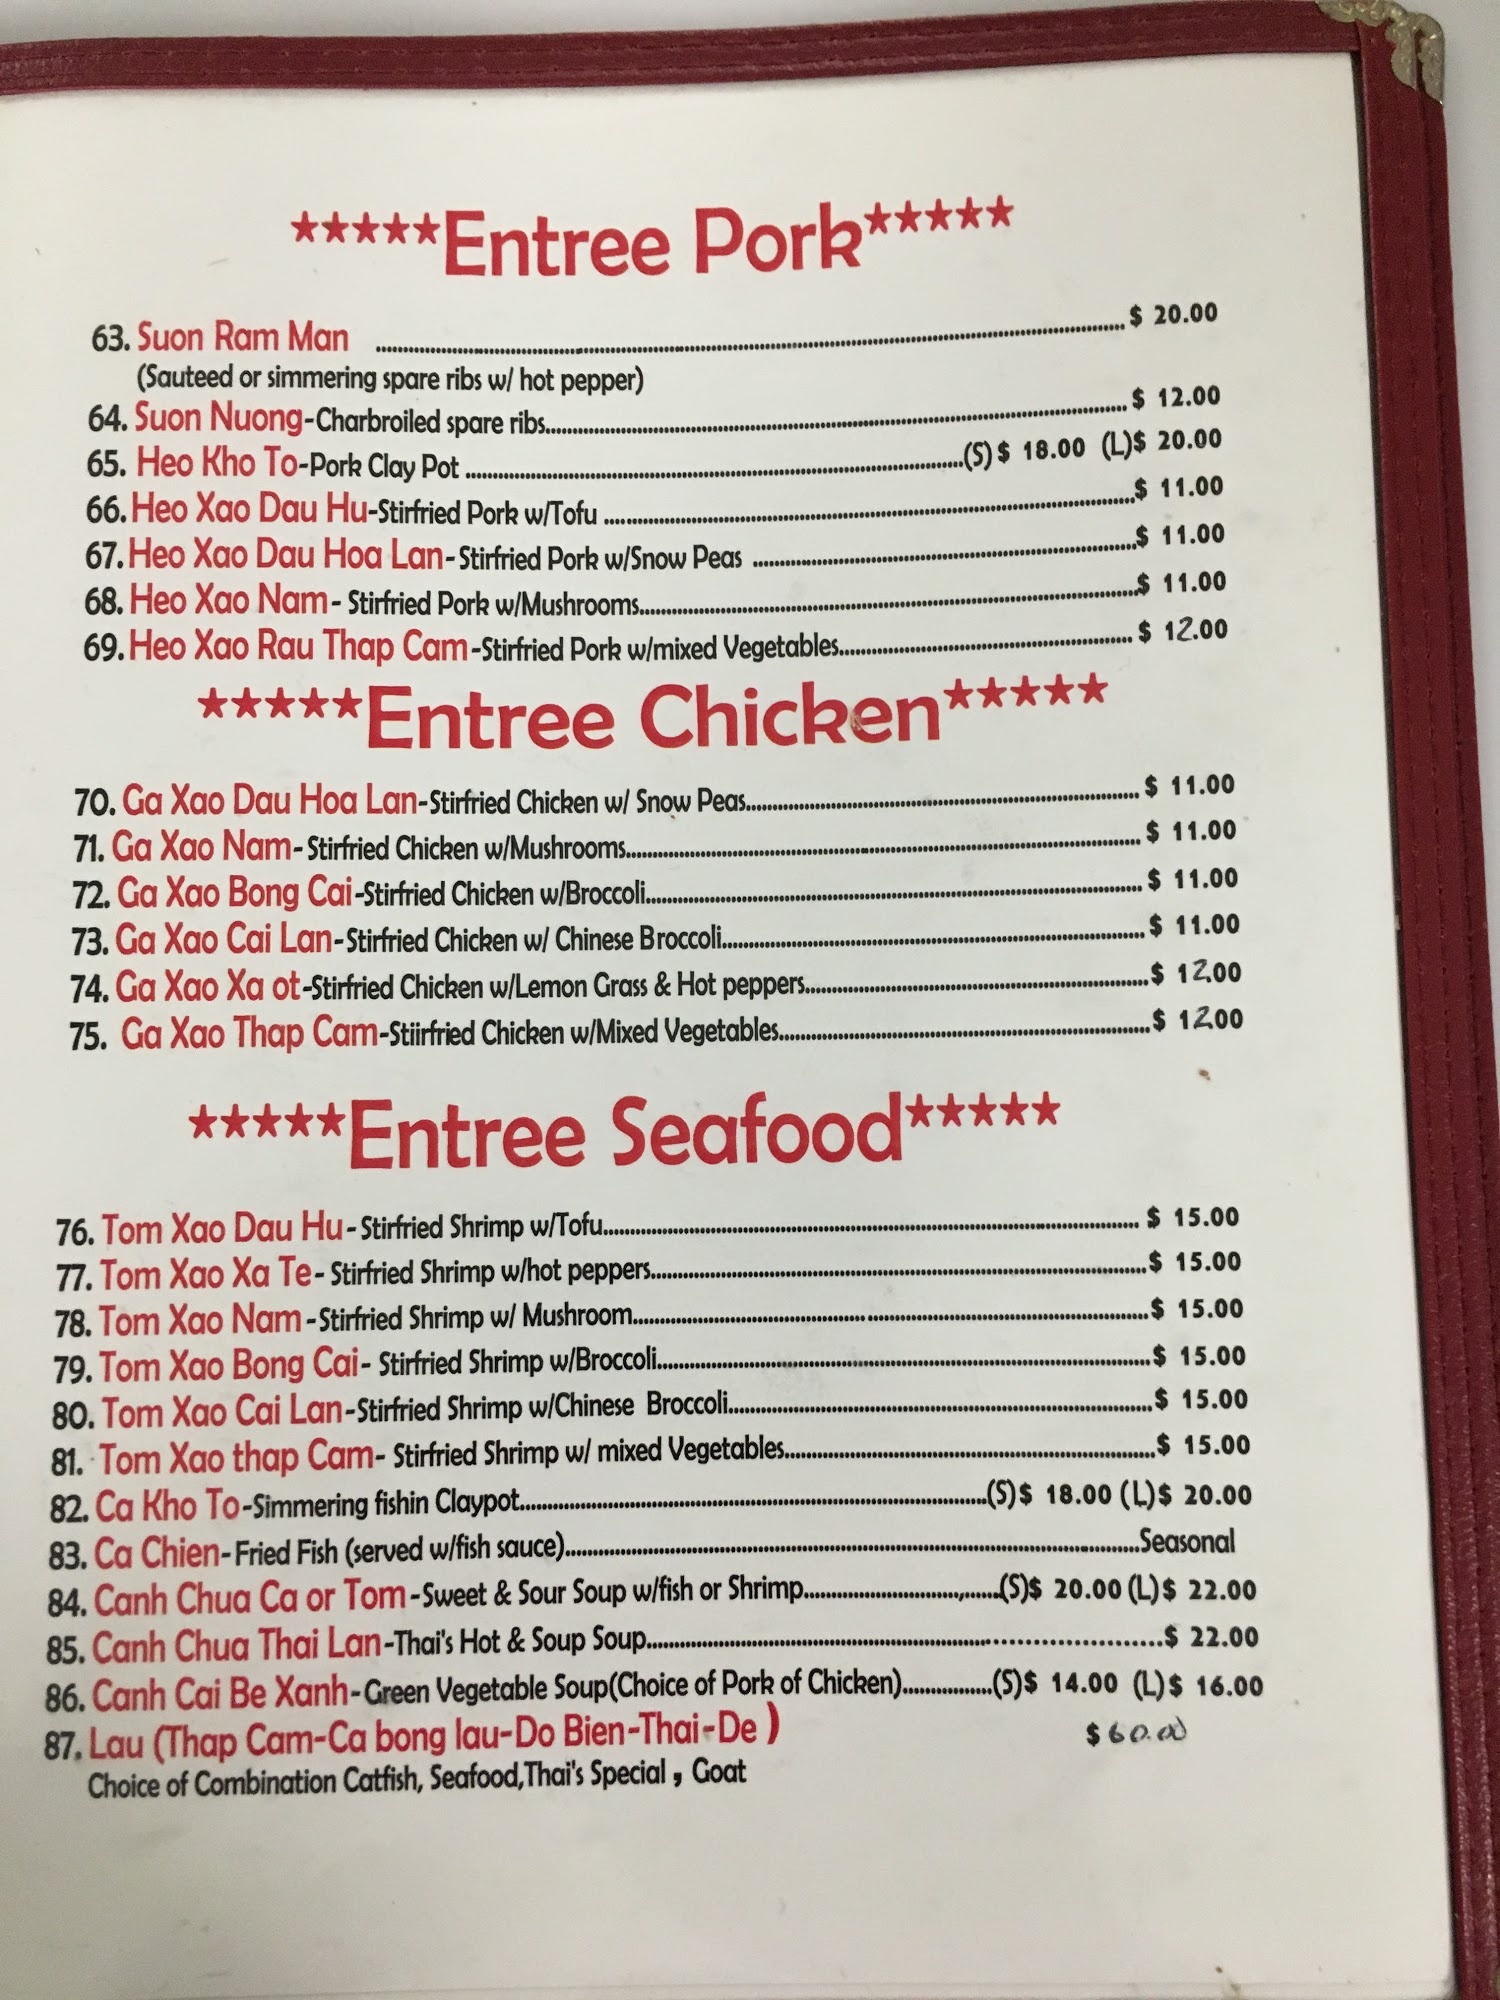 *****Entree Pork*****
63. Suon Ram Man ........ $ 20.00
(Sauteed or simmering spare ribs w/ hot pepper)
64. Suon Nuong-Charbroiled spare ribs........ $ 12.00
65. Heo Kho To-Pork Clay Pot ........(S) $ 18.00 (L)$ 20.00
66. Heo Xao Dau Hu-Stirfried Pork w/Tofu ........$ 11.00
67. Heo Xao Dau Hoa Lan-Stirfried Pork w/Snow Peas ........$ 11.00
68. Heo Xao Nam- Stirfried Pork w/Mushrooms........$ 11.00
69. Heo Xao Rau Thap Cam-Stirfried Pork w/mixed Vegetables........ $ 12.00
*****Entree Chicken*****
70. Ga Xao Dau Hoa Lan-Stirfried Chicken w/ Snow Peas........ $ 11.00
71. Ga Xao Nam- Stirfried Chicken w/Mushrooms........ $ 11.00
72. Ga Xao Bong Cai-Stirfried Chicken w/Broccoli........ $ 11.00
73. Ga Xao Cai Lan-Stirfried Chicken w/ Chinese Broccoli........ $ 11.00
74. Ga Xao Xa ot-Stirfried Chicken w/Lemon Grass & Hot peppers........$ 12.00
75. Ga Xao Thap Cam-Stiirfried Chicken w/Mixed Vegetables........$ 12.00
*****Entree Seafood*****
76. Tom Xao Dau Hu- Stirfried Shrimp w/Tofu........ $ 15.00
77. Tom Xao Xa Te- Stirfried Shrimp w/hot peppers........$ 15.00
78. Tom Xao Nam-Stirfried Shrimp w/ Mushroom........$ 15.00
79. Tom Xao Bong Cai- Stirfried Shrimp w/Broccoli........$ 15.00
80. Tom Xao Cai Lan-Stirfried Shrimp w/Chinese Broccoli........$ 15.00
81. Tom Xao thap Cam- Stirfried Shrimp w/ mixed Vegetables........$ 15.00
82. Ca Kho To-Simmering fishin Claypot........(S)$ 18.00 (L)$ 20.00
83. Ca Chien-Fried Fish (served w/fish sauce)........Seasonal
84. Canh Chua Ca or Tom-Sweet & Sour Soup w/fish or Shrimp........(S)$ 20.00 (L)$ 22.00
85. Canh Chua Thai Lan-Thai's Hot & Soup Soup........$ 22.00
86. Canh Cai Be Xanh-Green Vegetable Soup(Choice of Pork of Chicken)........(S)$ 14.00 (L)$ 16.00
87. Lau (Thap Cam-Ca bong lau-Do Bien-Thai-De ) $ 60.00
Choice of Combination Catfish, Seafood,Thai's Special , Goat